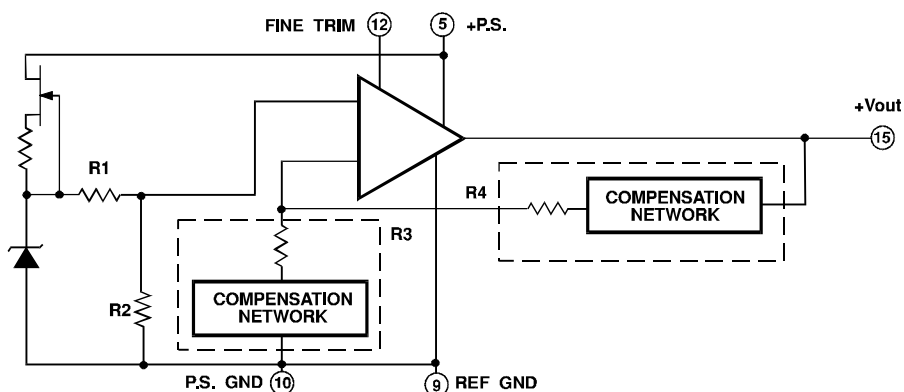 FINE TRIM 12
5 +P.S.
+Vout
15
R1
R4
COMPENSATION
NETWORK
R3
R2
COMPENSATION
NETWORK
P.S. GND 10
9 REF GND